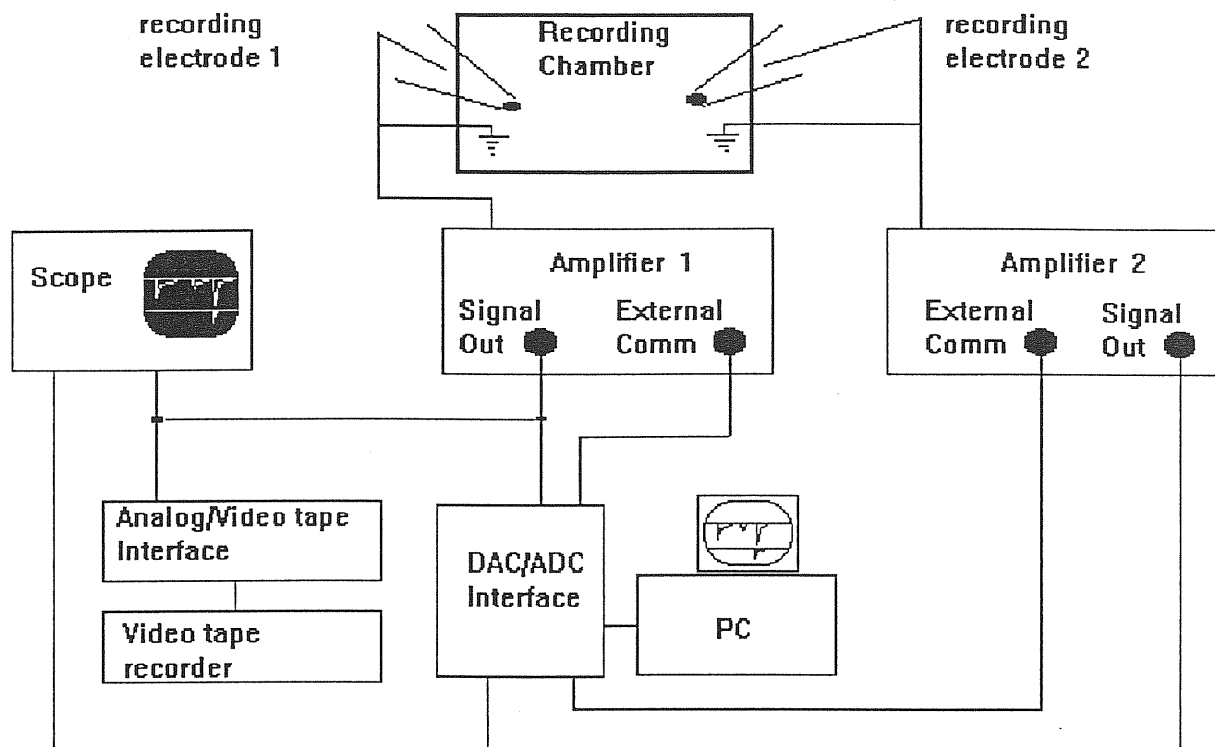 recording
electrode 1
Recording
Chamber
recording
electrode 2
Scope
Amplifier 1
Signal
Out
External
Comm
Amplifier 2
External
Comm
Signal
Out
Analog/Video tape
Interface
DAC/ADC
Interface
PC
Video tape
recorder